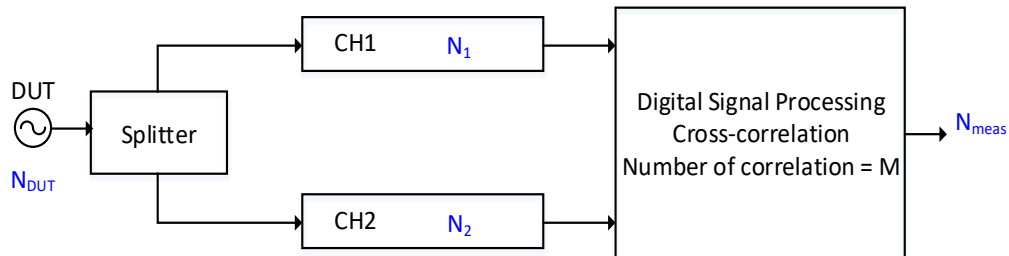 DUT
N_DUT
Splitter
CH1 N_1
CH2 N_2
Digital Signal Processing
Cross-correlation
Number of correlation = M
N_meas